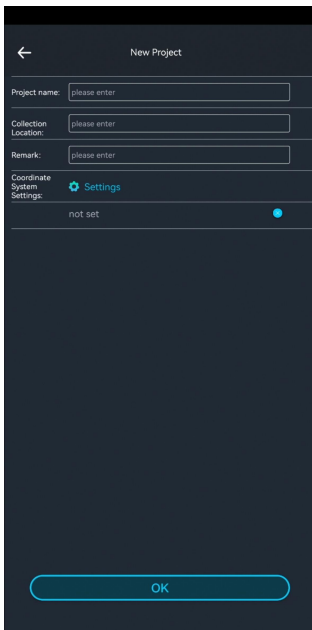 New Project
Project name:
please enter
Collection
Location:
please enter
Remark:
please enter
Coordinate
System
Settings:
Settings
not set
OK